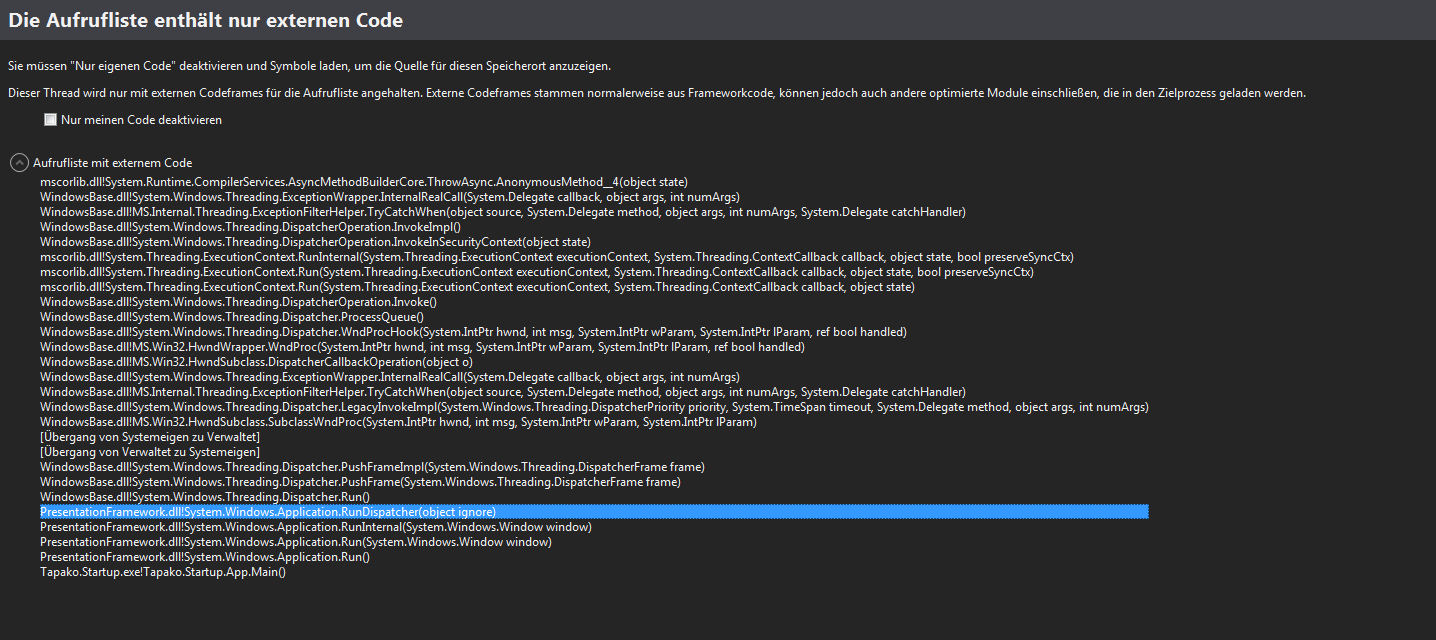 Die Aufrufliste enthält nur externen Code
Sie müssen "Nur eigenen Code" deaktivieren und Symbole laden, um die Quelle für diesen Speicherort anzuzeigen.
Dieser Thread wird nur mit externen Codeframes für die Aufrufliste angehalten. Externe Codeframes stammen normalerweise aus Frameworkcode, können jedoch auch andere optimierte Module einschließen, die in den Zielprozess geladen werden.
Nur meinen Code deaktivieren
Aufrufliste mit externem Code
mscorlib.dll!System.Runtime.CompilerServices.AsyncMethodBuilderCore.ThrowAsync.AnonymousMethod__4(object state)
WindowsBase.dll!System.Windows.Threading.ExceptionWrapper.InternalRealCall(System.Delegate callback, object args, int numArgs)
WindowsBase.dll!MS.Internal.Threading.ExceptionFilterHelper.TryCatchWhen(object source, System.Delegate method, object args, int numArgs, System.Delegate catchHandler)
WindowsBase.dll!System.Windows.Threading.DispatcherOperation.InvokeImpl()
WindowsBase.dll!System.Windows.Threading.DispatcherOperation.InvokeInSecurityContext(object state)
mscorlib.dll!System.Threading.ExecutionContext.RunInternal(System.Threading.ExecutionContext executionContext, System.Threading.ContextCallback callback, object state, bool preserveSyncCtx)
mscorlib.dll!System.Threading.ExecutionContext.Run(System.Threading.ExecutionContext executionContext, System.Threading.ContextCallback callback, object state, bool preserveSyncCtx)
mscorlib.dll!System.Threading.ExecutionContext.Run(System.Threading.ExecutionContext executionContext, System.Threading.ContextCallback callback, object state)
WindowsBase.dll!System.Windows.Threading.DispatcherOperation.Invoke()
WindowsBase.dll!System.Windows.Threading.Dispatcher.ProcessQueue()
WindowsBase.dll!System.Windows.Threading.Dispatcher.WndProcHook(System.IntPtr hwnd, int msg, System.IntPtr wParam, System.IntPtr lParam, ref bool handled)
WindowsBase.dll!MS.Win32.HwndWrapper.WndProc(System.IntPtr hwnd, int msg, System.IntPtr wParam, System.IntPtr lParam, ref bool handled)
WindowsBase.dll!MS.Win32.HwndSubclass.DispatcherCallbackOperation(object o)
WindowsBase.dll!System.Windows.Threading.ExceptionWrapper.InternalRealCall(System.Delegate callback, object args, int numArgs)
WindowsBase.dll!MS.Internal.Threading.ExceptionFilterHelper.TryCatchWhen(object source, System.Delegate method, object args, int numArgs, System.Delegate catchHandler)
WindowsBase.dll!System.Windows.Threading.Dispatcher.LegacyInvokeImpl(System.Windows.Threading.DispatcherPriority priority, System.TimeSpan timeout, System.Delegate method, object args, int numArgs)
WindowsBase.dll!MS.Win32.HwndSubclass.SubclassWndProc(System.IntPtr hwnd, int msg, System.IntPtr wParam, System.IntPtr lParam)
[Übergang von Systemeigen zu Verwaltet]
[Übergang von Verwaltet zu Systemeigen]
WindowsBase.dll!System.Windows.Threading.Dispatcher.PushFrameImpl(System.Windows.Threading.DispatcherFrame frame)
WindowsBase.dll!System.Windows.Threading.Dispatcher.PushFrame(System.Windows.Threading.DispatcherFrame frame)
WindowsBase.dll!System.Windows.Threading.Dispatcher.Run()
PresentationFramework.dll!System.Windows.Application.RunDispatcher(object ignore)
PresentationFramework.dll!System.Windows.Application.RunInternal(System.Windows.Window window)
PresentationFramework.dll!System.Windows.Application.Run(System.Windows.Window window)
PresentationFramework.dll!System.Windows.Application.Run()
Tapako.Startup.exe!Tapako.Startup.App.Main()